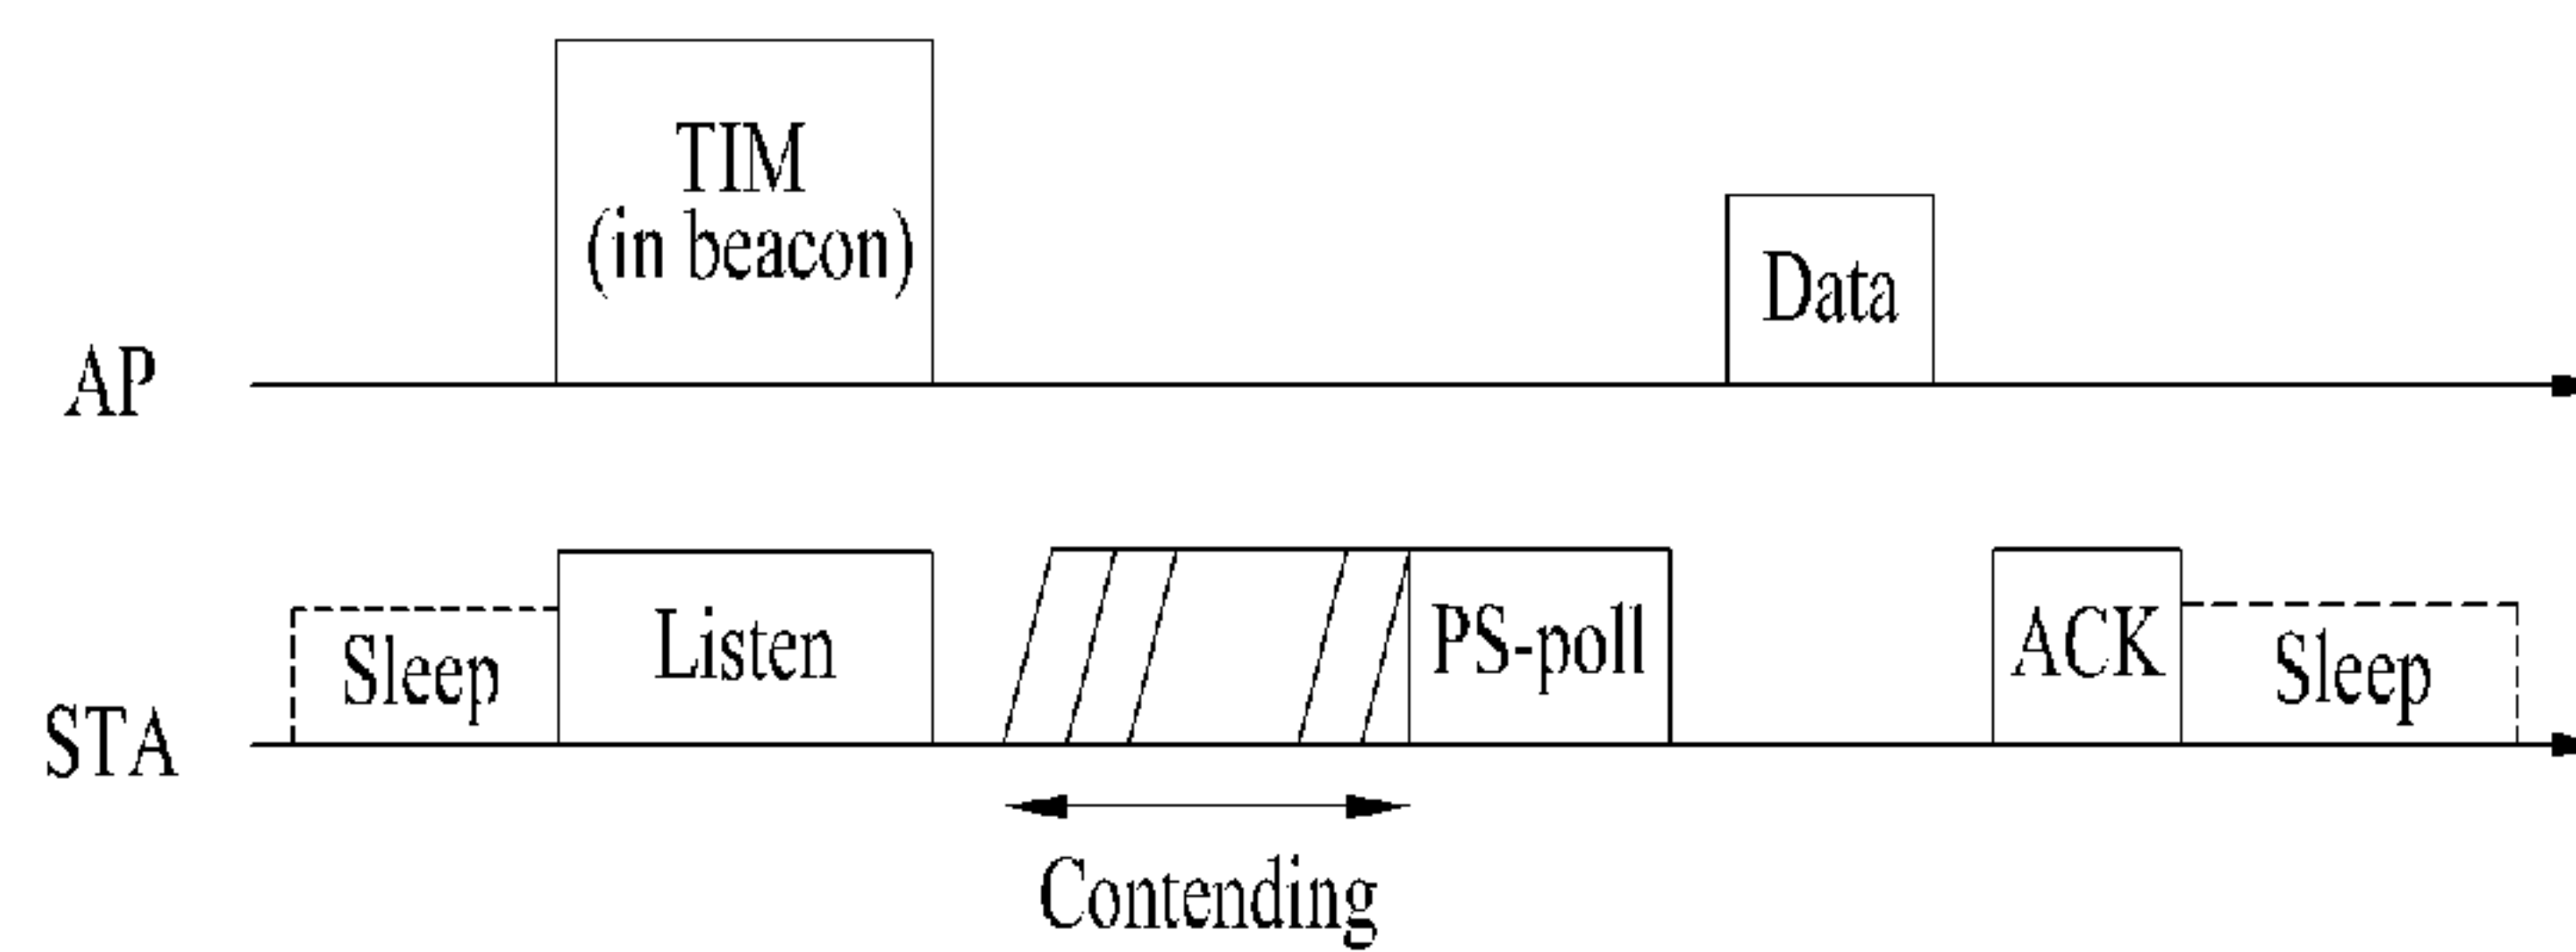 TIM
(in beacon)
Data
AP
Sleep
Listen
PS-poll
ACK
Sleep
STA
Contending